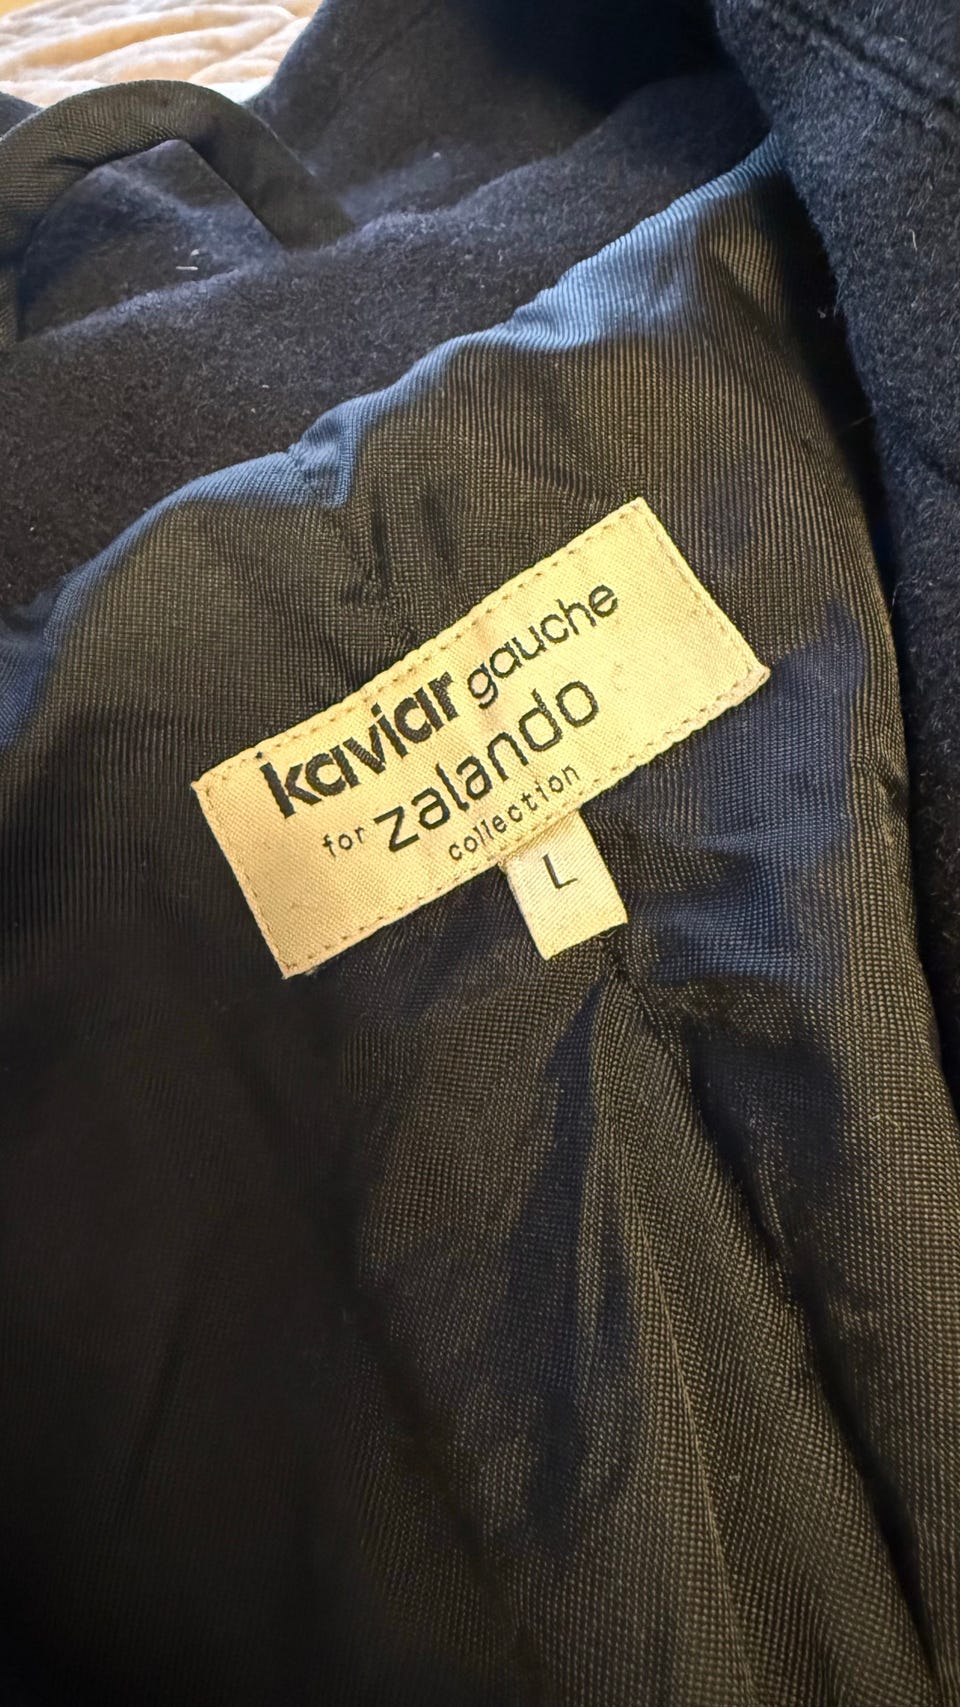 kaviar gauche
for zalando
collection
L